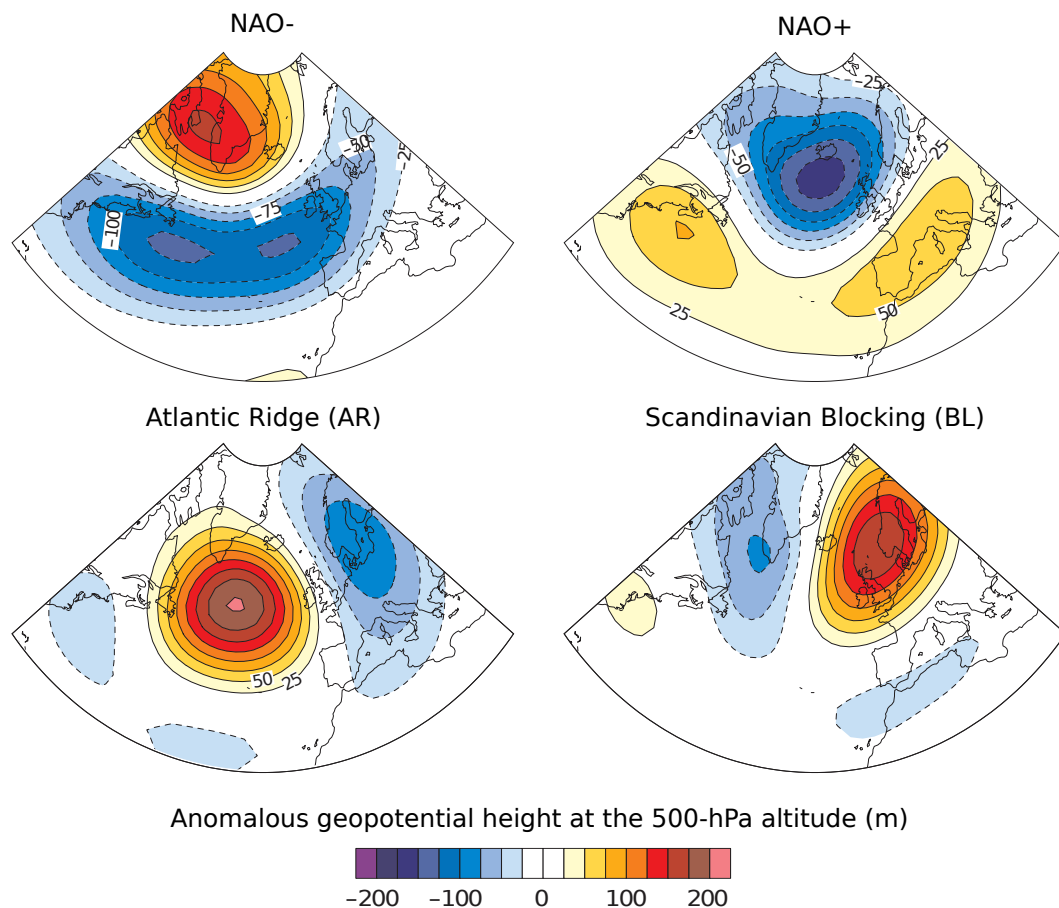 NAO-
NAO+
–50
–25
–75
–100
–25
–50
25
25
50
Atlantic Ridge (AR)
Scandinavian Blocking (BL)
50
25
Anomalous geopotential height at the 500-hPa altitude (m)
–200 –100 0 100 200